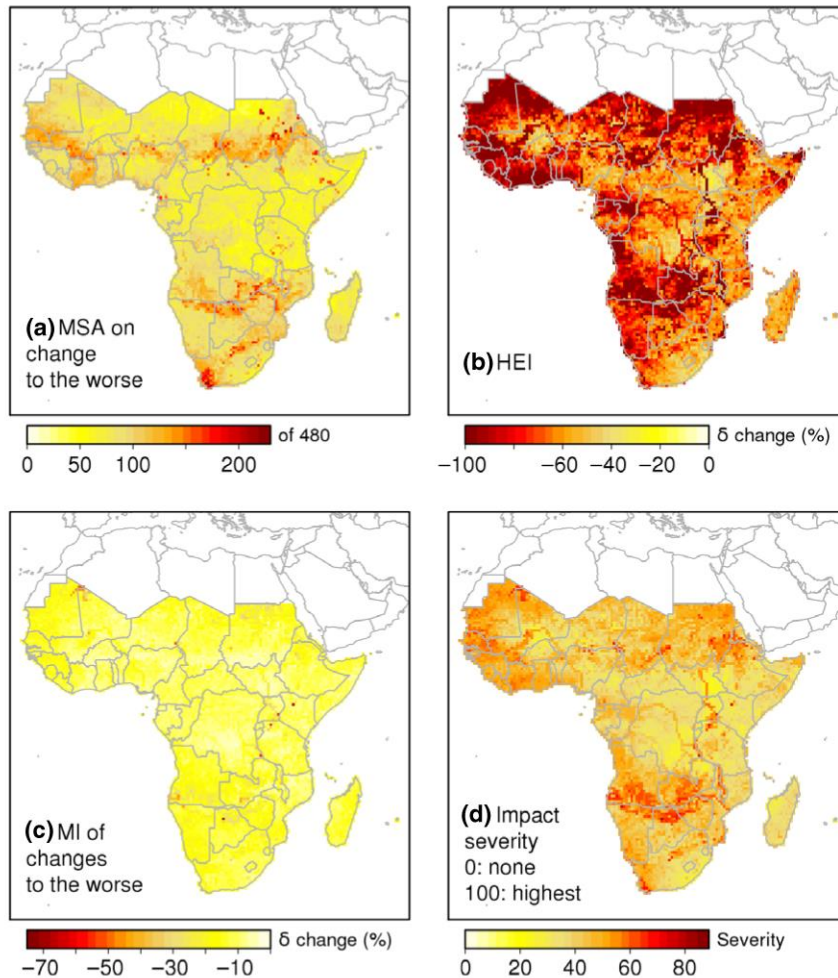 (a) MSA on
change
to the worse
of 480
0 50 100 200
(b) HEI
δ change (%)
−100 −60 −40 −20 0
(c) MI of
changes
to the worse
δ change (%)
−70 −50 −30 −10
(d) Impact
severity
0: none
100: highest
Severity
0 20 40 60 80